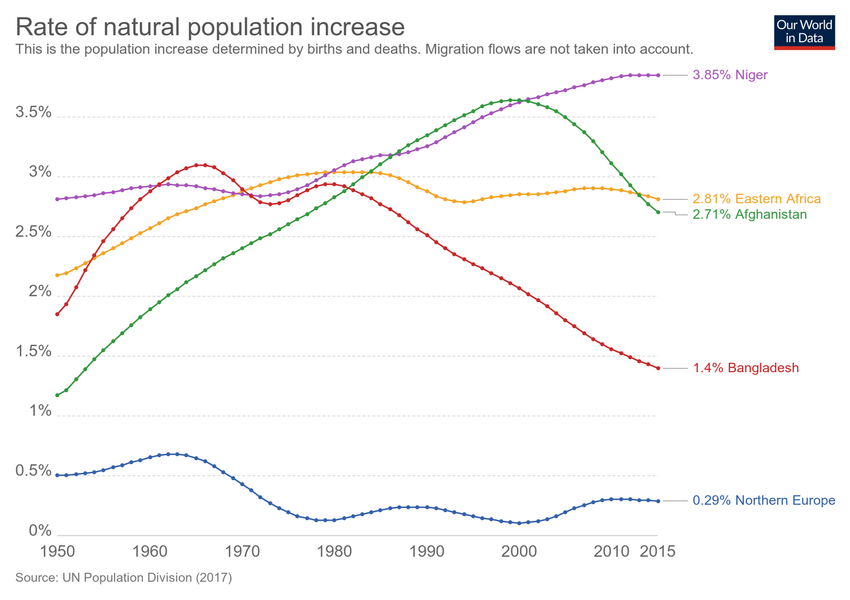 Rate of natural population increase
This is the population increase determined by births and deaths. Migration flows are not taken into account.
Our World
in Data
3.85% Niger
3.5%
3%
2.81% Eastern Africa
2.71% Afghanistan
2.5%
2%
1.5%
1.4% Bangladesh
1%
0.5%
0.29% Northern Europe
0%
1950 1960 1970 1980 1990 2000 2010 2015
Source: UN Population Division (2017)